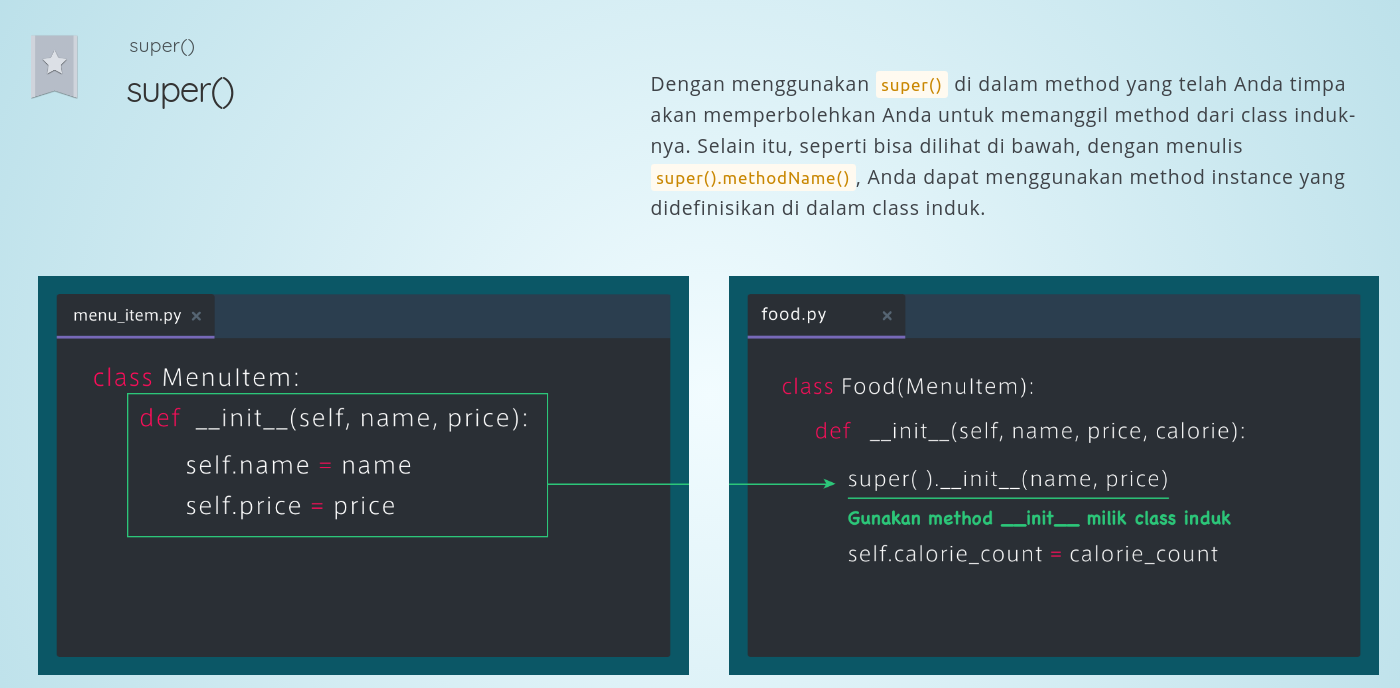 super()
super()
Dengan menggunakan super() di dalam method yang telah Anda timpa
akan memperbolehkan Anda untuk memanggil method dari class induk-
nya. Selain itu, seperti bisa dilihat di bawah, dengan menulis
super().methodName(), Anda dapat menggunakan method instance yang
didefinisikan di dalam class induk.
menu_item.py ×
class MenuItem:
def __init__(self, name, price):
self.name = name
self.price = price
food.py ×
class Food(MenuItem):
def __init__(self, name, price, calorie):
super( ).__init__(name, price)
Gunakan method __init__ milik class induk
self.calorie_count = calorie_count